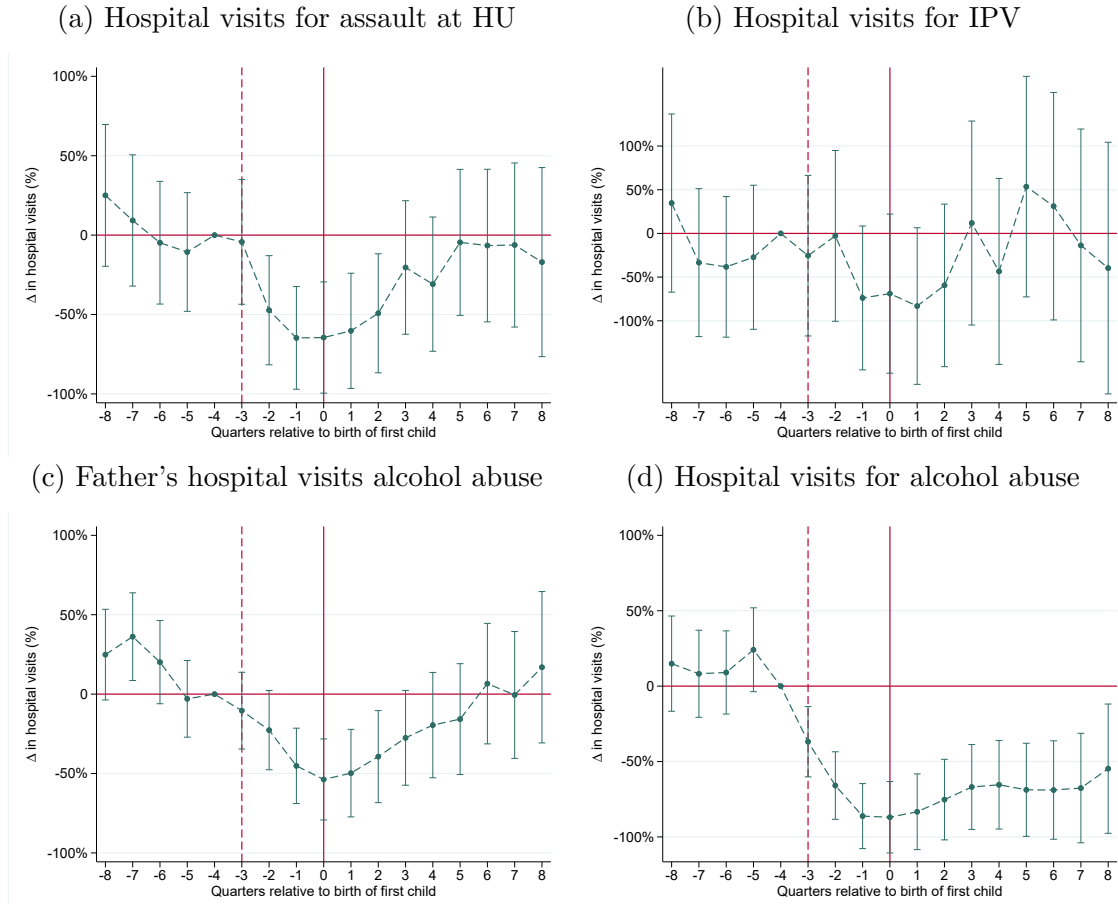 (a) Hospital visits for assault at HU
100%
50%
0
-50%
-100%
Δ in hospital visits (%)
-8 -7 -6 -5 -4 -3 -2 -1 0 1 2 3 4 5 6 7 8
Quarters relative to birth of first child
(b) Hospital visits for IPV
100%
50%
0
-50%
-100%
Δ in hospital visits (%)
-8 -7 -6 -5 -4 -3 -2 -1 0 1 2 3 4 5 6 7 8
Quarters relative to birth of first child
(c) Father's hospital visits alcohol abuse
100%
50%
0
-50%
-100%
Δ in hospital visits (%)
-8 -7 -6 -5 -4 -3 -2 -1 0 1 2 3 4 5 6 7 8
Quarters relative to birth of first child
(d) Hospital visits for alcohol abuse
100%
50%
0
-50%
-100%
Δ in hospital visits (%)
-8 -7 -6 -5 -4 -3 -2 -1 0 1 2 3 4 5 6 7 8
Quarters relative to birth of first child